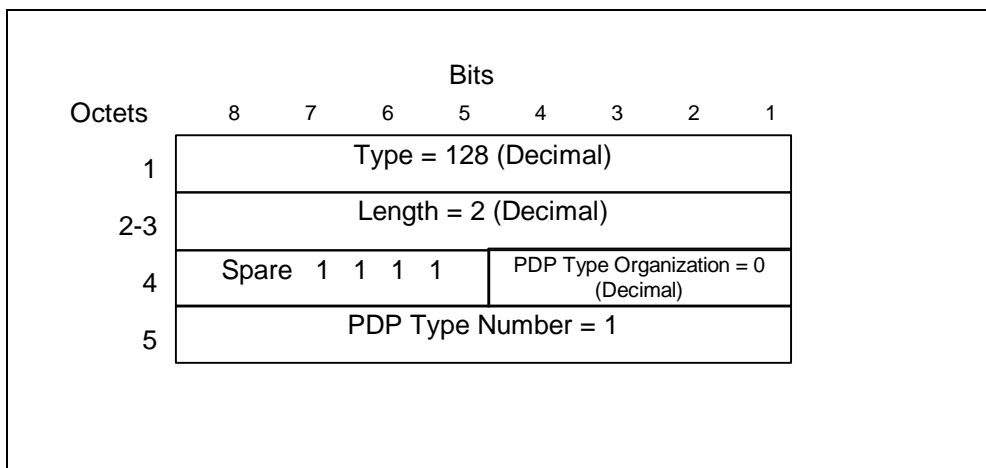 Bits
Octets 8 7 6 5 4 3 2 1
1 Type = 128 (Decimal)
2-3 Length = 2 (Decimal)
4 Spare 1 1 1 1 PDP Type Organization = 0
(Decimal)
5 PDP Type Number = 1